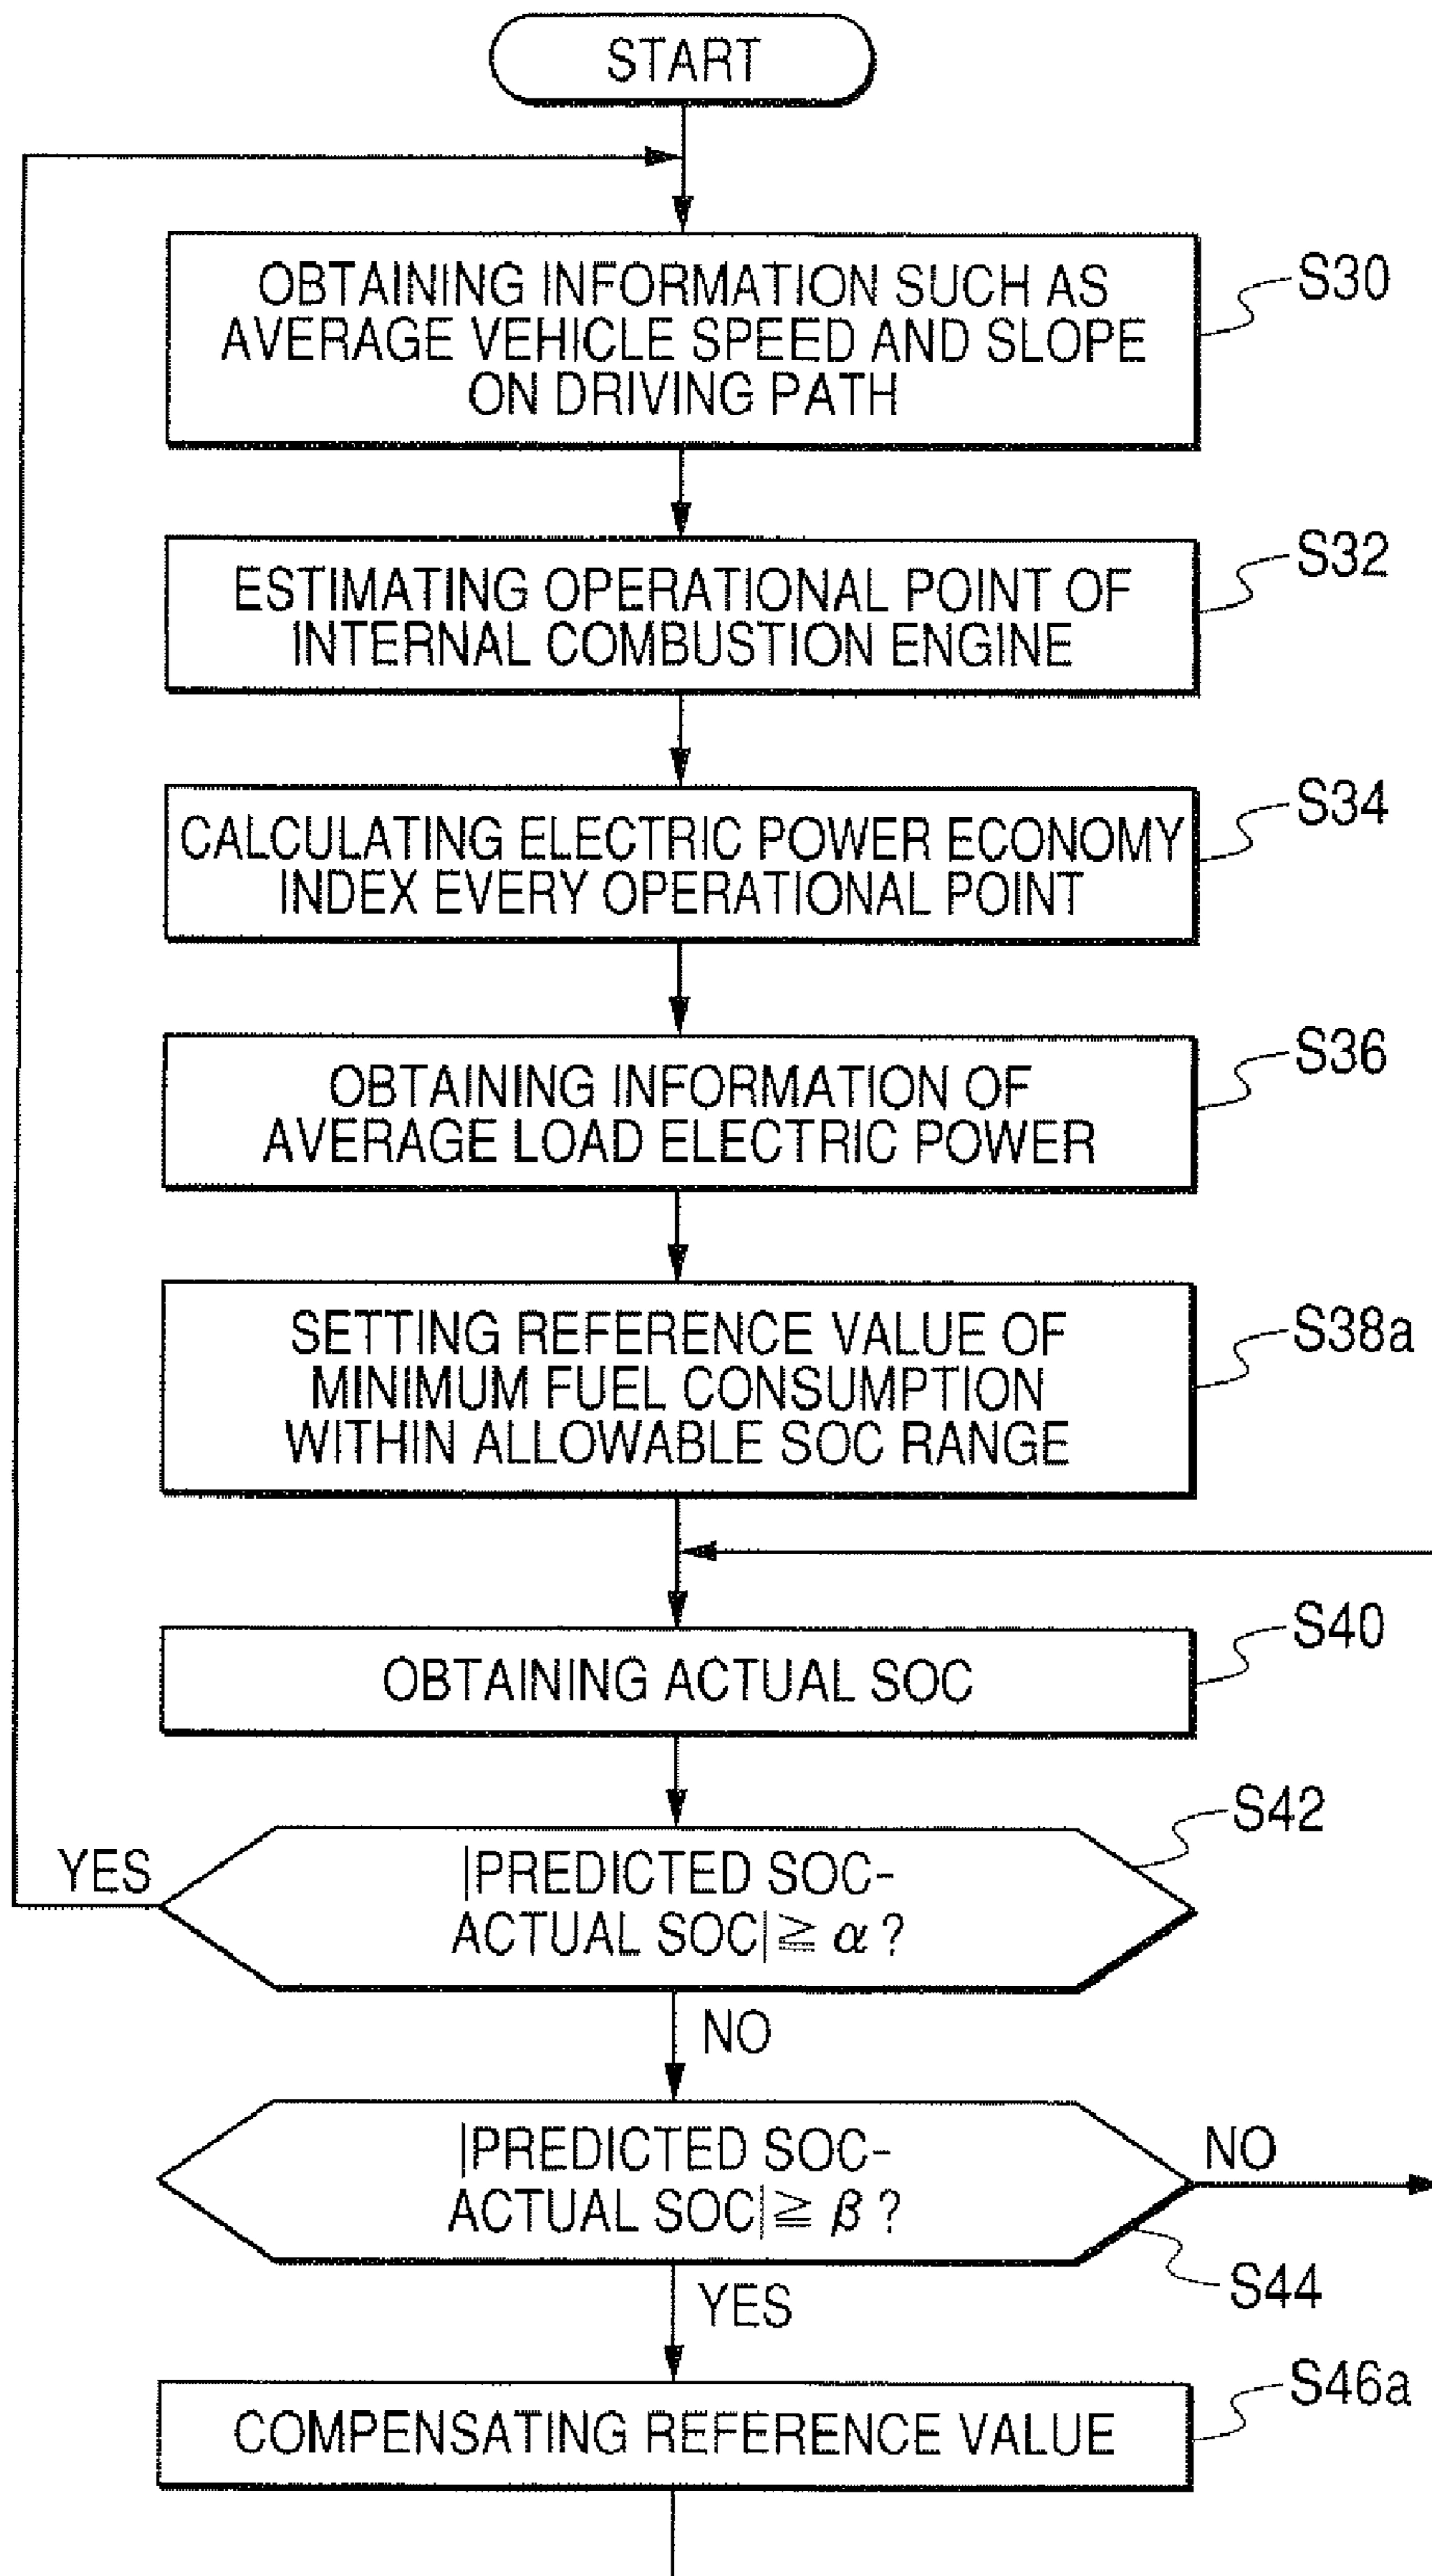 START
OBTAINING INFORMATION SUCH AS
AVERAGE VEHICLE SPEED AND SLOPE
ON DRIVING PATH
S30
ESTIMATING OPERATIONAL POINT OF
INTERNAL COMBUSTION ENGINE
S32
CALCULATING ELECTRIC POWER ECONOMY
INDEX EVERY OPERATIONAL POINT
S34
OBTAINING INFORMATION OF
AVERAGE LOAD ELECTRIC POWER
S36
SETTING REFERENCE VALUE OF
MINIMUM FUEL CONSUMPTION
WITHIN ALLOWABLE SOC RANGE
S38a
OBTAINING ACTUAL SOC
S40
|PREDICTED SOC-
ACTUAL SOC|≧ α ?
S42
YES
NO
|PREDICTED SOC-
ACTUAL SOC|≧ β ?
NO
S44
YES
COMPENSATING REFERENCE VALUE
S46a